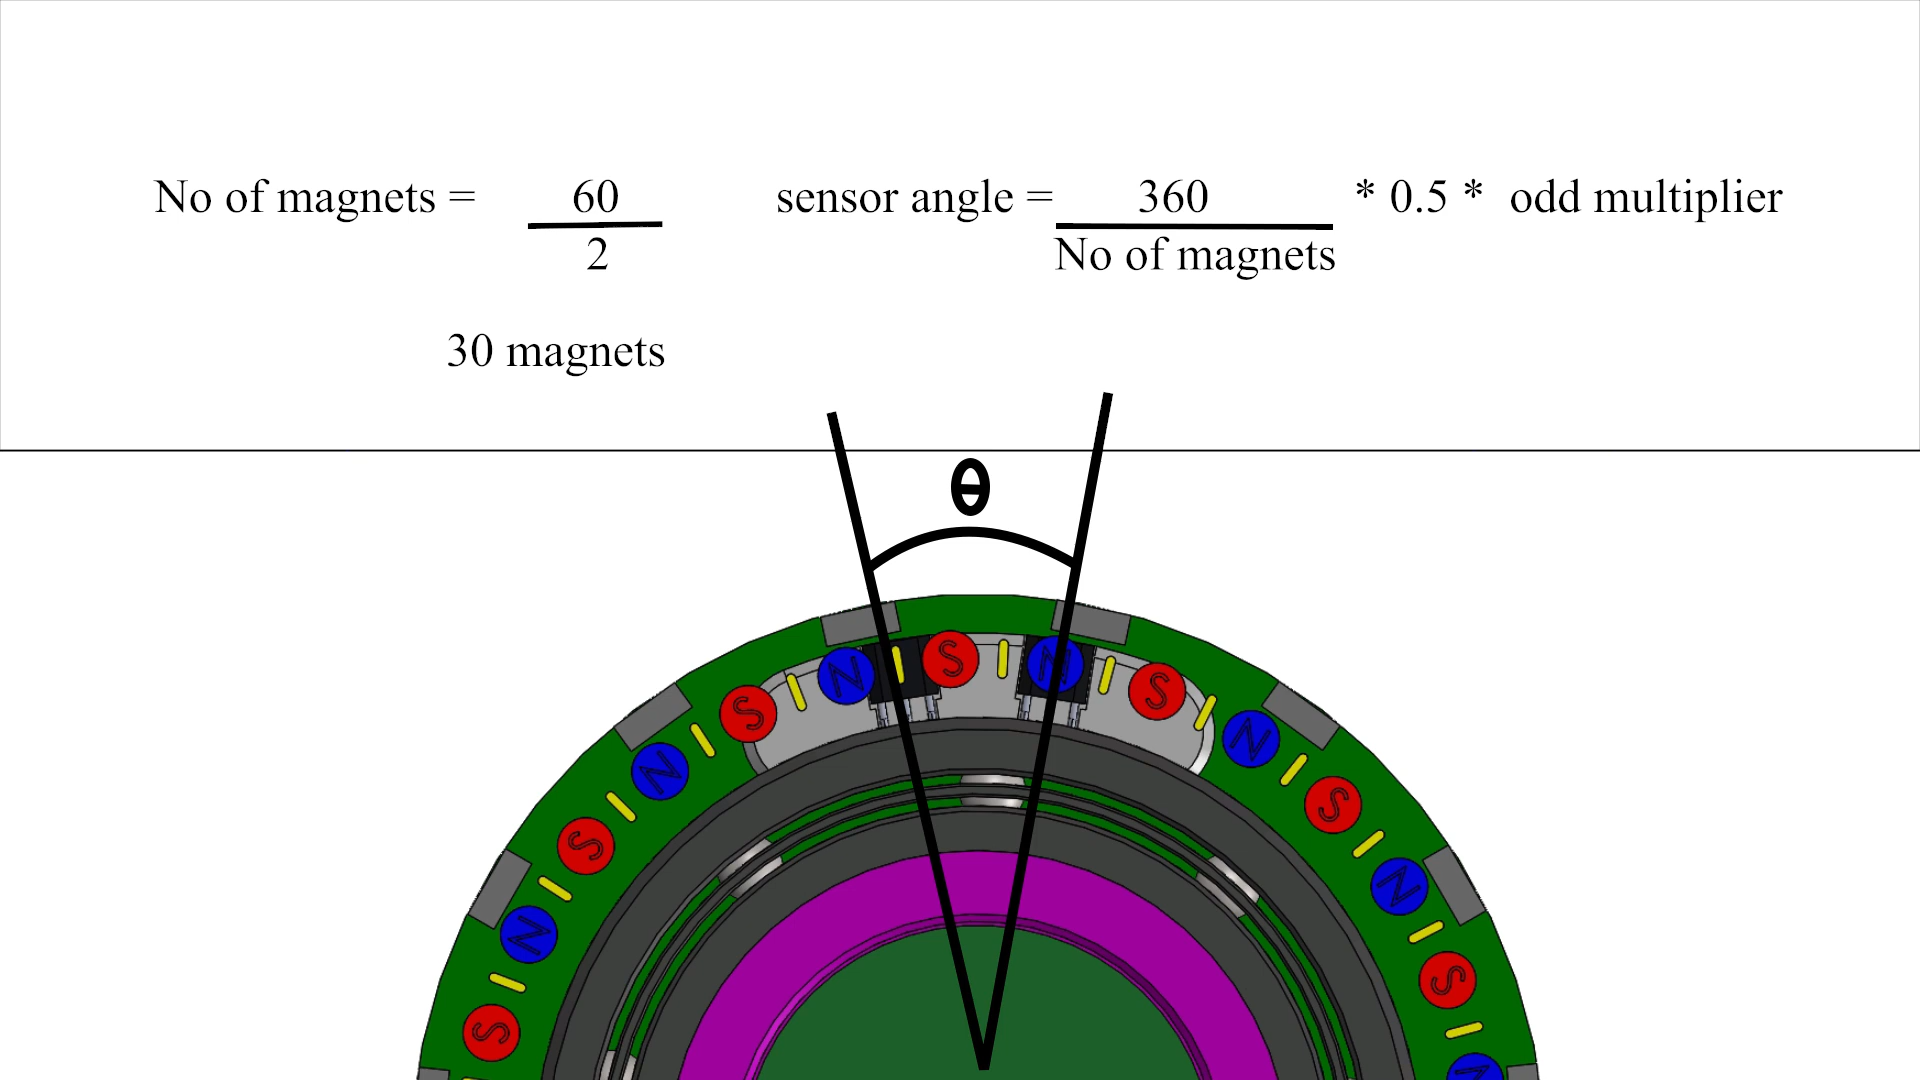 No of magnets = 60 / 2
sensor angle = 360 / No of magnets * 0.5 * odd multiplier
30 magnets
θ
S N S N S N S N S N S N S N S N